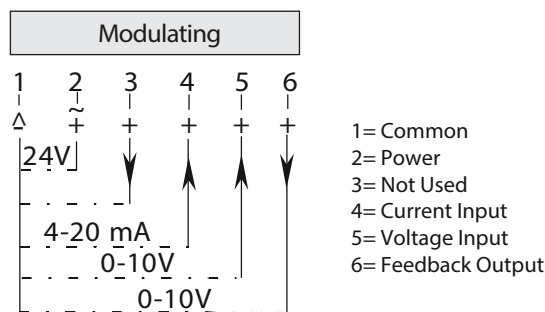 Modulating
1 2 3 4 5 6
~
+ + + + +
24V
4-20 mA
0-10V
0-10V
1= Common
2= Power
3= Not Used
4= Current Input
5= Voltage Input
6= Feedback Output